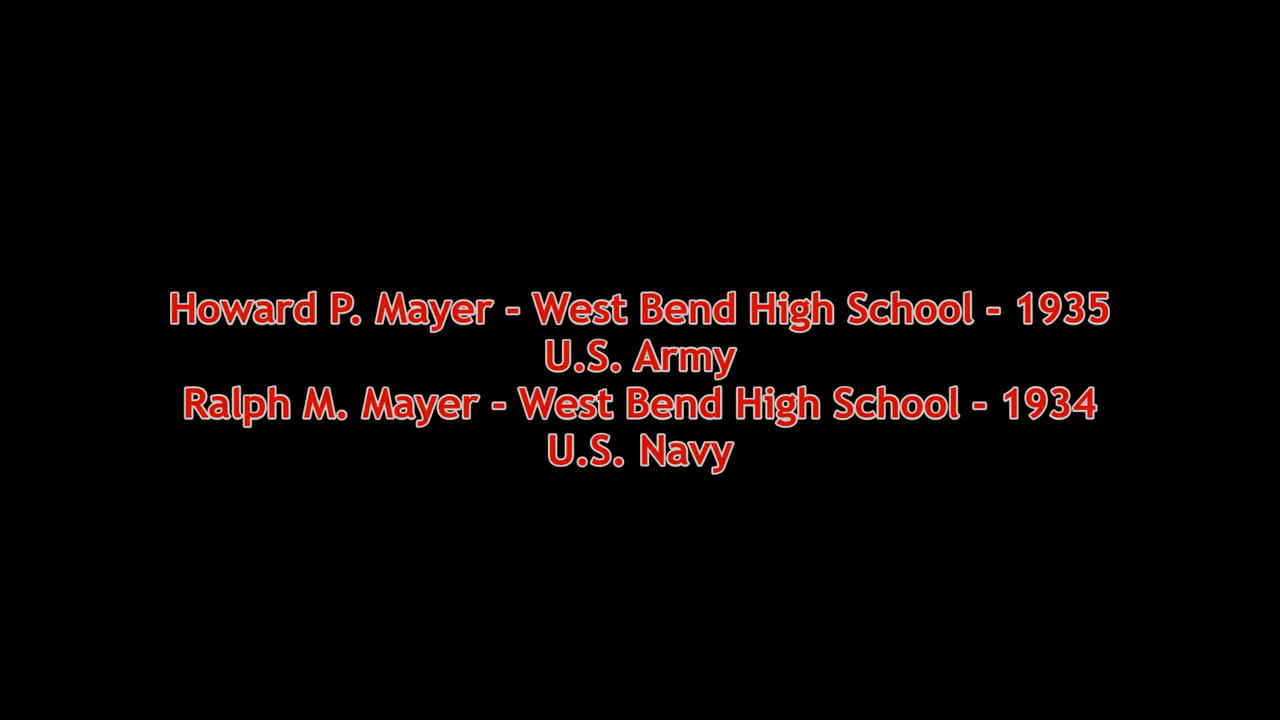 Howard P. Mayer - West Bend High School - 1935
U.S. Army
Ralph M. Mayer - West Bend High School - 1934
U.S. Navy